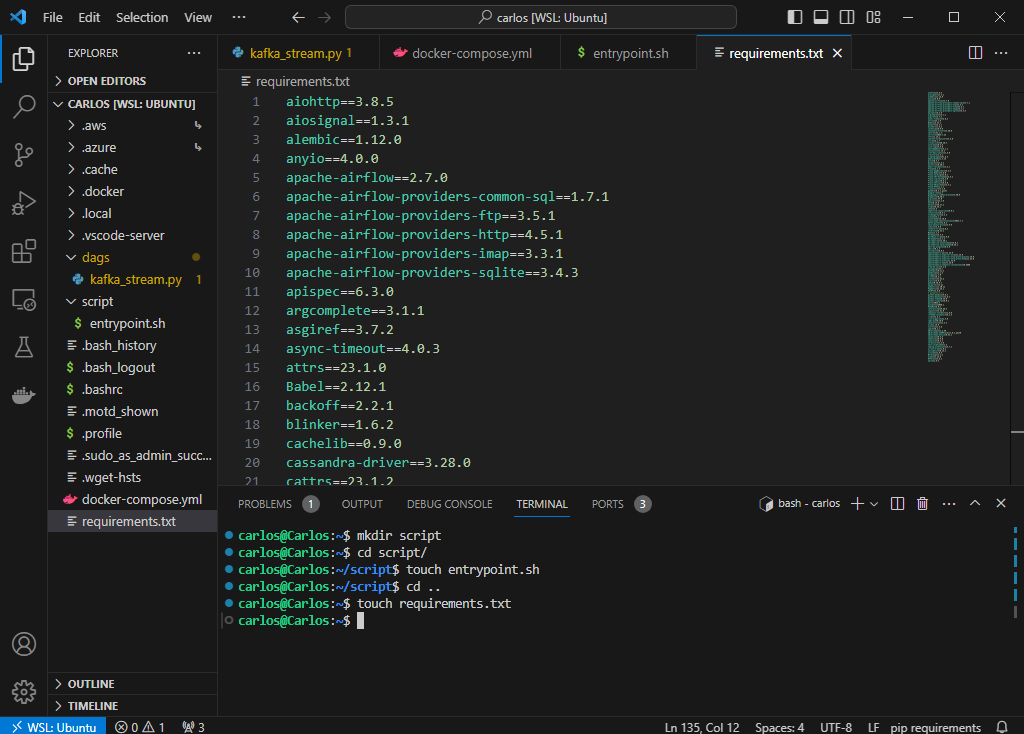 File Edit Selection View ··· carlos [WSL: Ubuntu]
EXPLORER ···
OPEN EDITORS
CARLOS [WSL: UBUNTU]
.aws
.azure
.cache
.docker
.local
.vscode-server
dags
kafka_stream.py 1
script
$ entrypoint.sh
.bash_history
$ .bash_logout
$ .bashrc
.motd_shown
$ .profile
.sudo_as_admin_succ...
.wget-hsts
docker-compose.yml
requirements.txt
OUTLINE
TIMELINE
kafka_stream.py 1 docker-compose.yml $ entrypoint.sh requirements.txt ···
requirements.txt
1 aiohttp==3.8.5
2 aiosignal==1.3.1
3 alembic==1.12.0
4 anyio==4.0.0
5 apache-airflow==2.7.0
6 apache-airflow-providers-common-sql==1.7.1
7 apache-airflow-providers-ftp==3.5.1
8 apache-airflow-providers-http==4.5.1
9 apache-airflow-providers-imap==3.3.1
10 apache-airflow-providers-sqlite==3.4.3
11 apispec==6.3.0
12 argcomplete==3.1.1
13 asgiref==3.7.2
14 async-timeout==4.0.3
15 attrs==23.1.0
16 Babel==2.12.1
17 backoff==2.2.1
18 blinker==1.6.2
19 cachelib==0.9.0
20 cassandra-driver==3.28.0
21 cattrs==23.1.2
PROBLEMS 1 OUTPUT DEBUG CONSOLE TERMINAL PORTS 3 bash - carlos ···
carlos@Carlos:~$ mkdir script
carlos@Carlos:~$ cd script/
carlos@Carlos:~/script$ touch entrypoint.sh
carlos@Carlos:~/script$ cd ..
carlos@Carlos:~$ touch requirements.txt
carlos@Carlos:~$
WSL: Ubuntu 0 1 3 Ln 135, Col 12 Spaces: 4 UTF-8 LF pip requirements